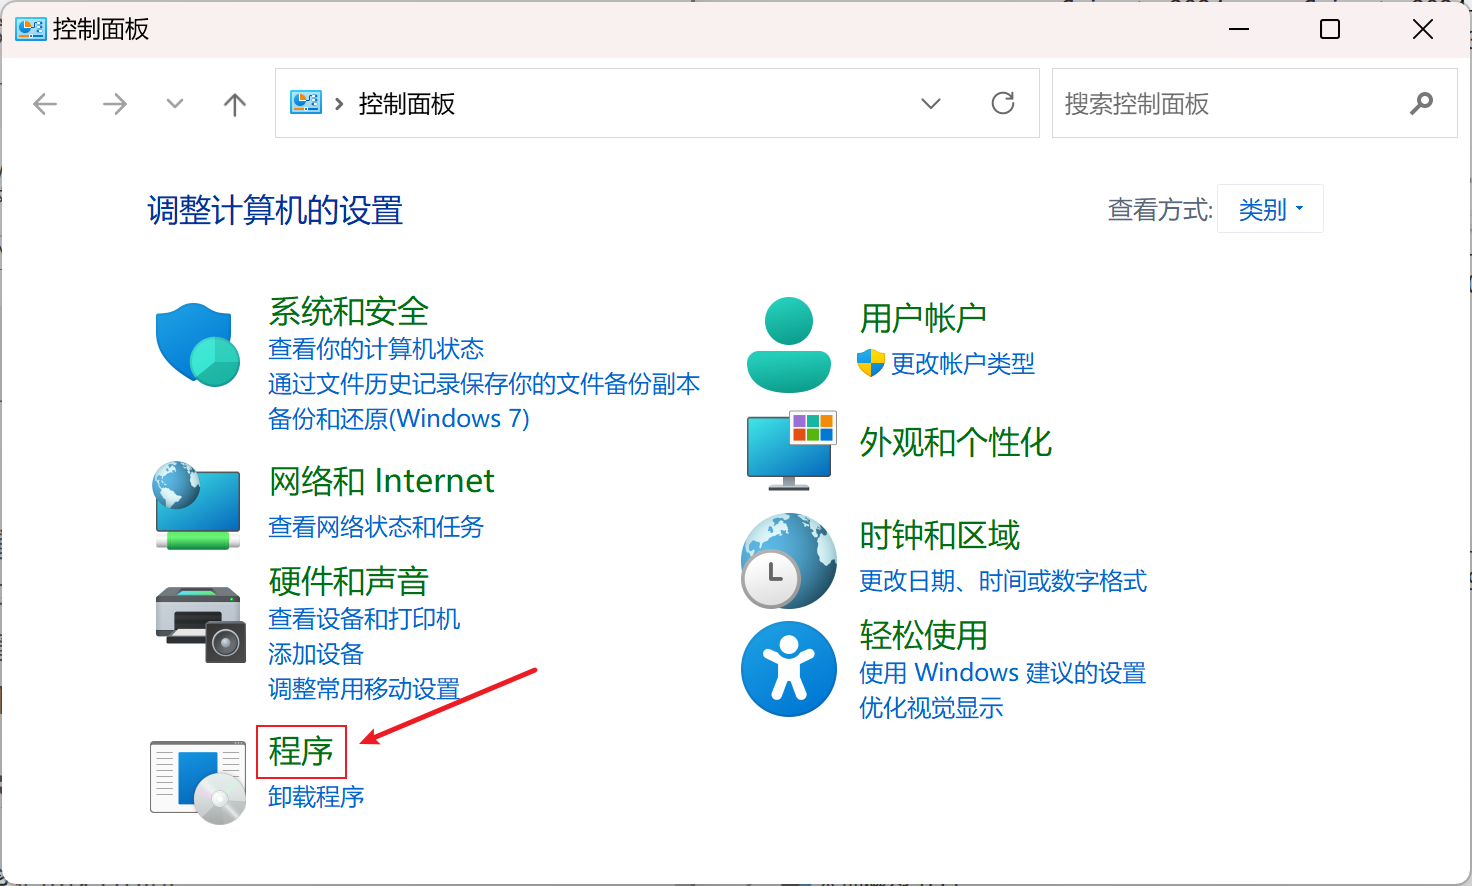 控制面板
控制面板
搜索控制面板
调整计算机的设置
查看方式: 类别
系统和安全
查看你的计算机状态
通过文件历史记录保存你的文件备份副本
备份和还原(Windows 7)
网络和 Internet
查看网络状态和任务
硬件和声音
查看设备和打印机
添加设备
调整常用移动设置
程序
卸载程序
用户帐户
更改帐户类型
外观和个性化
时钟和区域
更改日期、时间或数字格式
轻松使用
使用 Windows 建议的设置
优化视觉显示